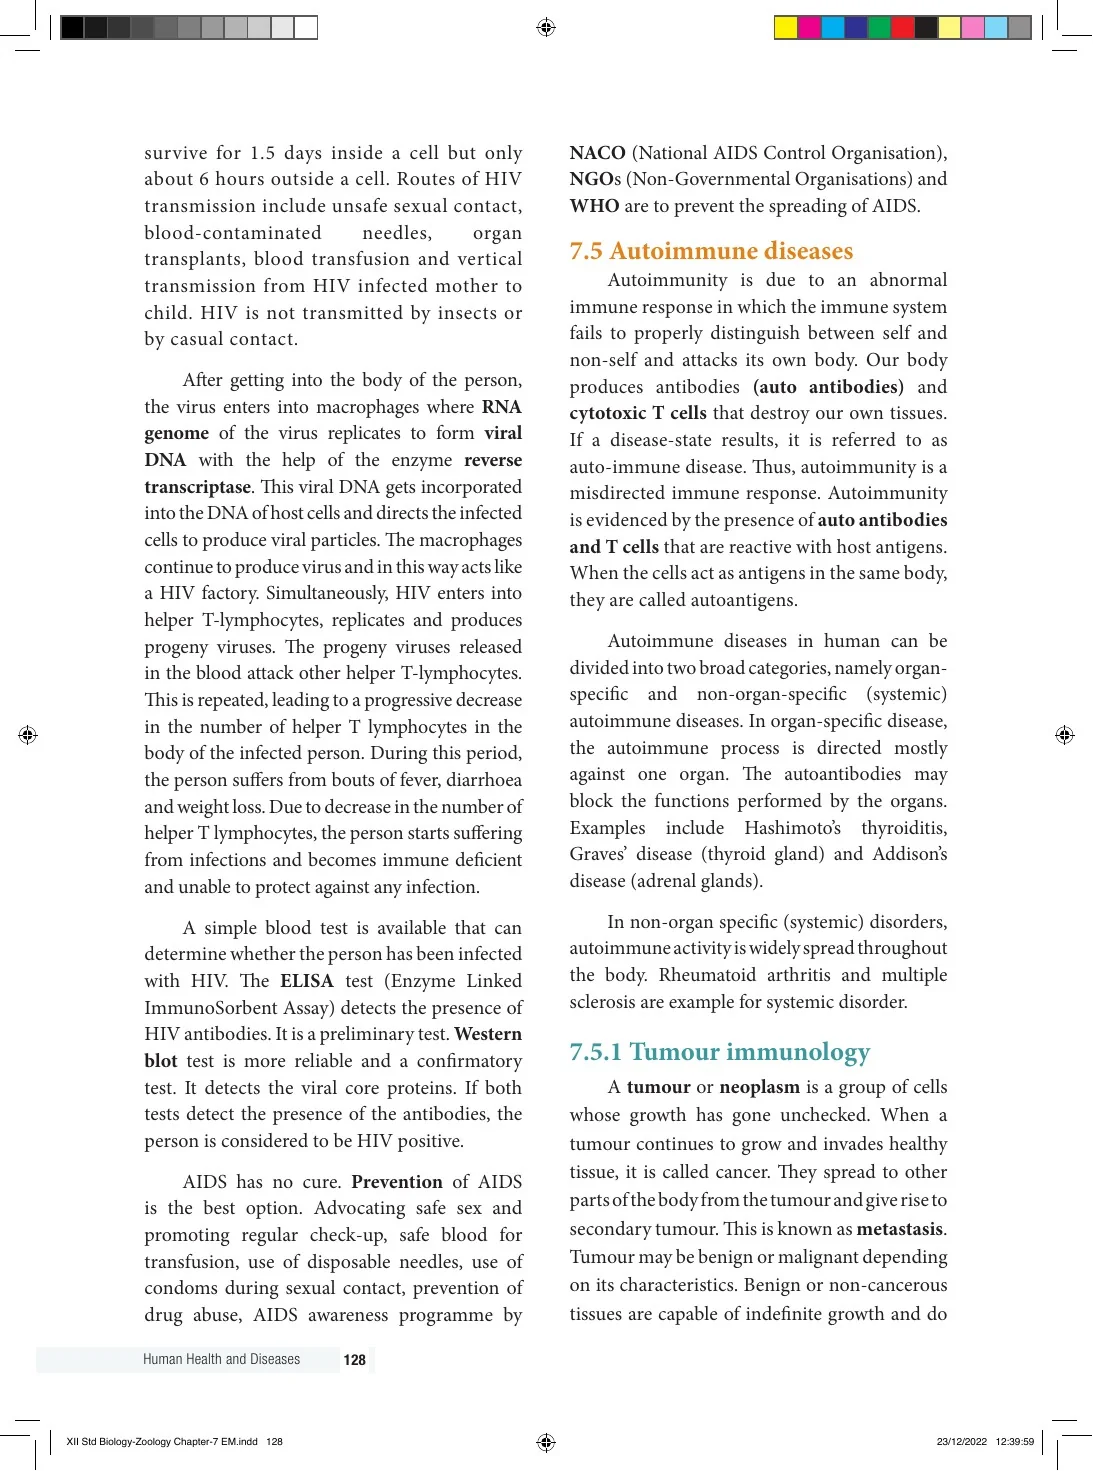 survive for 1.5 days inside a cell but only
about 6 hours outside a cell. Routes of HIV
transmission include unsafe sexual contact,
blood-contaminated needles, organ
transplants, blood transfusion and vertical
transmission from HIV infected mother to
child. HIV is not transmitted by insects or
by casual contact.
After getting into the body of the person,
the virus enters into macrophages where RNA
genome of the virus replicates to form viral
DNA with the help of the enzyme reverse
transcriptase. This viral DNA gets incorporated
into the DNA of host cells and directs the infected
cells to produce viral particles. The macrophages
continue to produce virus and in this way acts like
a HIV factory. Simultaneously, HIV enters into
helper T-lymphocytes, replicates and produces
progeny viruses. The progeny viruses released
in the blood attack other helper T-lymphocytes.
This is repeated, leading to a progressive decrease
in the number of helper T lymphocytes in the
body of the infected person. During this period,
the person suffers from bouts of fever, diarrhoea
and weight loss. Due to decrease in the number of
helper T lymphocytes, the person starts suffering
from infections and becomes immune deficient
and unable to protect against any infection.
A simple blood test is available that can
determine whether the person has been infected
with HIV. The ELISA test (Enzyme Linked
ImmunoSorbent Assay) detects the presence of
HIV antibodies. It is a preliminary test. Western
blot test is more reliable and a confirmatory
test. It detects the viral core proteins. If both
tests detect the presence of the antibodies, the
person is considered to be HIV positive.
AIDS has no cure. Prevention of AIDS
is the best option. Advocating safe sex and
promoting regular check-up, safe blood for
transfusion, use of disposable needles, use of
condoms during sexual contact, prevention of
drug abuse, AIDS awareness programme by
NACO (National AIDS Control Organisation),
NGOs (Non-Governmental Organisations) and
WHO are to prevent the spreading of AIDS.
7.5 Autoimmune diseases
Autoimmunity is due to an abnormal
immune response in which the immune system
fails to properly distinguish between self and
non-self and attacks its own body. Our body
produces antibodies (auto antibodies) and
cytotoxic T cells that destroy our own tissues.
If a disease-state results, it is referred to as
auto-immune disease. Thus, autoimmunity is a
misdirected immune response. Autoimmunity
is evidenced by the presence of auto antibodies
and T cells that are reactive with host antigens.
When the cells act as antigens in the same body,
they are called autoantigens.
Autoimmune diseases in human can be
divided into two broad categories, namely organ-
specific and non-organ-specific (systemic)
autoimmune diseases. In organ-specific disease,
the autoimmune process is directed mostly
against one organ. The autoantibodies may
block the functions performed by the organs.
Examples include Hashimoto's thyroiditis,
Graves' disease (thyroid gland) and Addison's
disease (adrenal glands).
In non-organ specific (systemic) disorders,
autoimmune activity is widely spread throughout
the body. Rheumatoid arthritis and multiple
sclerosis are example for systemic disorder.
7.5.1 Tumour immunology
A tumour or neoplasm is a group of cells
whose growth has gone unchecked. When a
tumour continues to grow and invades healthy
tissue, it is called cancer. They spread to other
parts of the body from the tumour and give rise to
secondary tumour. This is known as metastasis.
Tumour may be benign or malignant depending
on its characteristics. Benign or non-cancerous
tissues are capable of indefinite growth and do
Human Health and Diseases 128
XII Std Biology-Zoology Chapter-7 EM.indd 128 23/12/2022 12:39:59